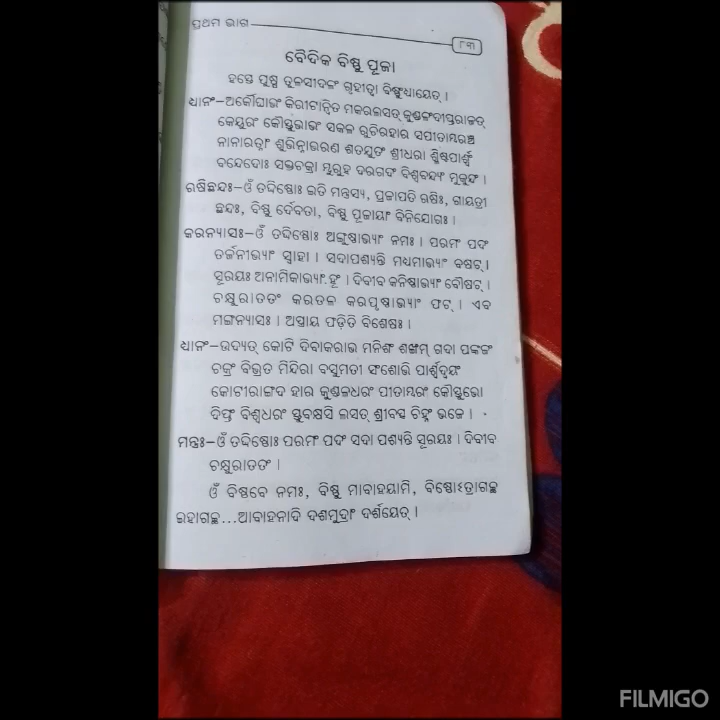 ପ୍ରଥମ ଭାଗ
୮୩
ବୈଦିକ ବିଷ୍ଣୁ ପୂଜା
ହସ୍ତେ ପୁଷ୍ପ ତୁଳସୀଦଳଂ ଗୃହୀତ୍ୱା ବିଷ୍ଣୁଧ୍ୟାୟେତ୍ ।
ଧ୍ୟାନଂ–ଅର୍କୌଘାଭଂ କିରୀଟାନ୍ୱିତ ମକରଲସତ୍ କୁଣ୍ଡଳଂଦୀପ୍ତରାଜତ୍
କେୟୂରଂ କୌସ୍ତୁଭାଭଂ ସକଳ ରୁଚିରହାର ସପୀତାମ୍ବରଞ୍ଚ
ନାନାରତ୍ନାଂ ଶୁଭିନ୍ନାଭରଣ ଶତଯୁତଂ ଶ୍ରୀଧରା ଶ୍ଳିଷ୍ଟପାର୍ଶ୍ୱ
ବନ୍ଦେଦୋଃ ସକ୍ତଚକ୍ରା ମ୍ବୁରୁହ ଦରଗଦଂ ବିଶ୍ୱବନ୍ଦ୍ୟଂ ମୁକୁନ୍ଦଂ ।
ଋଷିଛନ୍ଦଃ–ଓଁ ତଦ୍ଵିଷ୍ଣୋଃ ଇତି ମନ୍ତ୍ରସ୍ୟ, ପ୍ରଜାପତି ଋଷିଃ, ଗାୟତ୍ରୀ
ଛନ୍ଦଃ, ବିଷ୍ଣୁ ର୍ଦେବତା, ବିଷ୍ଣୁ ପୂଜାୟାଂ ବିନିଯୋଗଃ ।
କରନ୍ୟାସଃ–ଓଁ ତଦ୍ଵିଷ୍ଣୋଃ ଅଙ୍ଗୁଷ୍ଠାଭ୍ୟାଂ ନମଃ । ପରମଂ ପଦଂ
ତର୍ଜନୀଭ୍ୟାଂ ସ୍ୱାହା । ସଦାପଶ୍ୟନ୍ତି ମଧ୍ୟମାଭ୍ୟାଂ ବଷଟ୍ ।
ସୂରୟଃ ଅନାମିକାଭ୍ୟାଂ ହୂଂ । ଦିବୀବ କନିଷ୍ଠାଭ୍ୟାଂ ବୌଷଟ୍ ।
ଚକ୍ଷୁରାତତଂ କରତଳ କରପୃଷ୍ଠାଭ୍ୟାଂ ଫଟ୍ । ଏବ
ମଙ୍ଗନ୍ୟାସଃ । ଅସ୍ତ୍ରାୟ ଫଡ଼ିତି ବିଶେଷଃ ।
ଧ୍ୟାନଂ–ଉଦ୍ୟତ୍ କୋଟି ଦିବାକରାଭ ମନିଶଂ ଶଙ୍ଖମ୍ ଗଦା ପଙ୍କଜଂ
ଚକ୍ରଂ ବିଭ୍ରତ ମିନ୍ଦିରା ବସୁମତୀ ସଂଶୋଭି ପାର୍ଶ୍ୱଦ୍ୱୟଂ
କୋଟୀରାଙ୍ଗଦ ହାର କୁଣ୍ଡଳଧରଂ ପୀତାମ୍ବରଂ କୌସ୍ତୁଭୋ
ଦିପ୍ତଂ ବିଶ୍ୱଧରଂ ସ୍ତୁବକ୍ଷସି ଲସତ୍ ଶ୍ରୀବତ୍ସ ଚିହ୍ନ ଭଜେ ।
ମନ୍ତ୍ରଃ–ଓଁ ତଦ୍ଵିଷ୍ଣୋଃ ପରମଂ ପଦଂ ସଦା ପଶ୍ୟନ୍ତି ସୂରୟଃ । ଦିବୀବ
ଚକ୍ଷୁରାତତଂ ।
ଓଁ ବିଷ୍ଣବେ ନମଃ, ବିଷ୍ଣୁ ମାବାହୟାମି, ବିଷ୍ଣୋଽତ୍ରାଗଚ୍ଛ
ଇହାଗଚ୍ଛ...ଆବାହନାଦି ଦଶମୁଦ୍ରାଂ ଦର୍ଶୟେତ୍ ।
FILMIGO